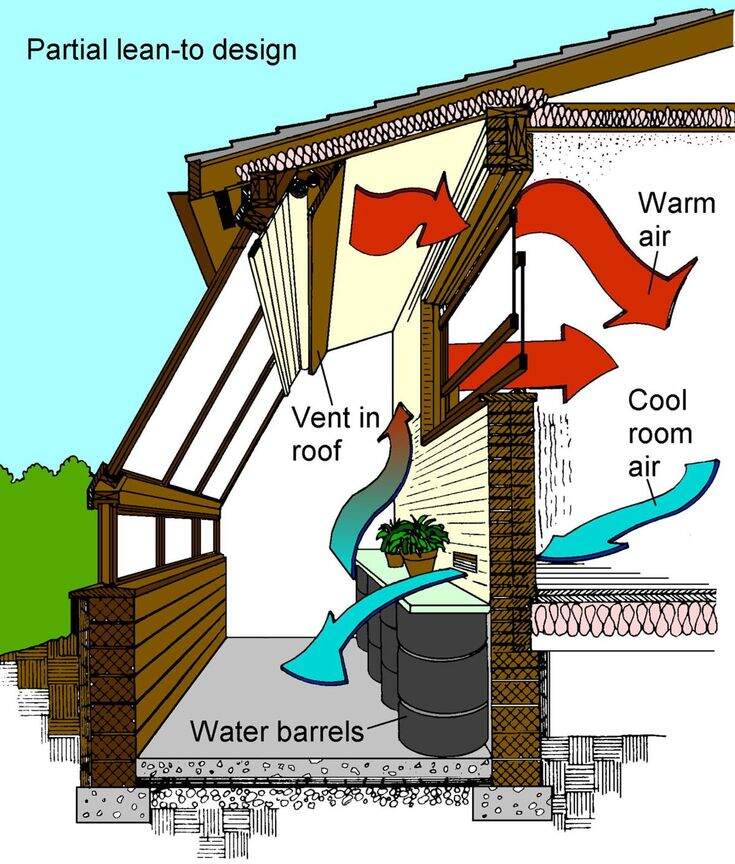 Partial lean-to design
Warm
air
Vent in
roof
Cool
room
air
Water barrels